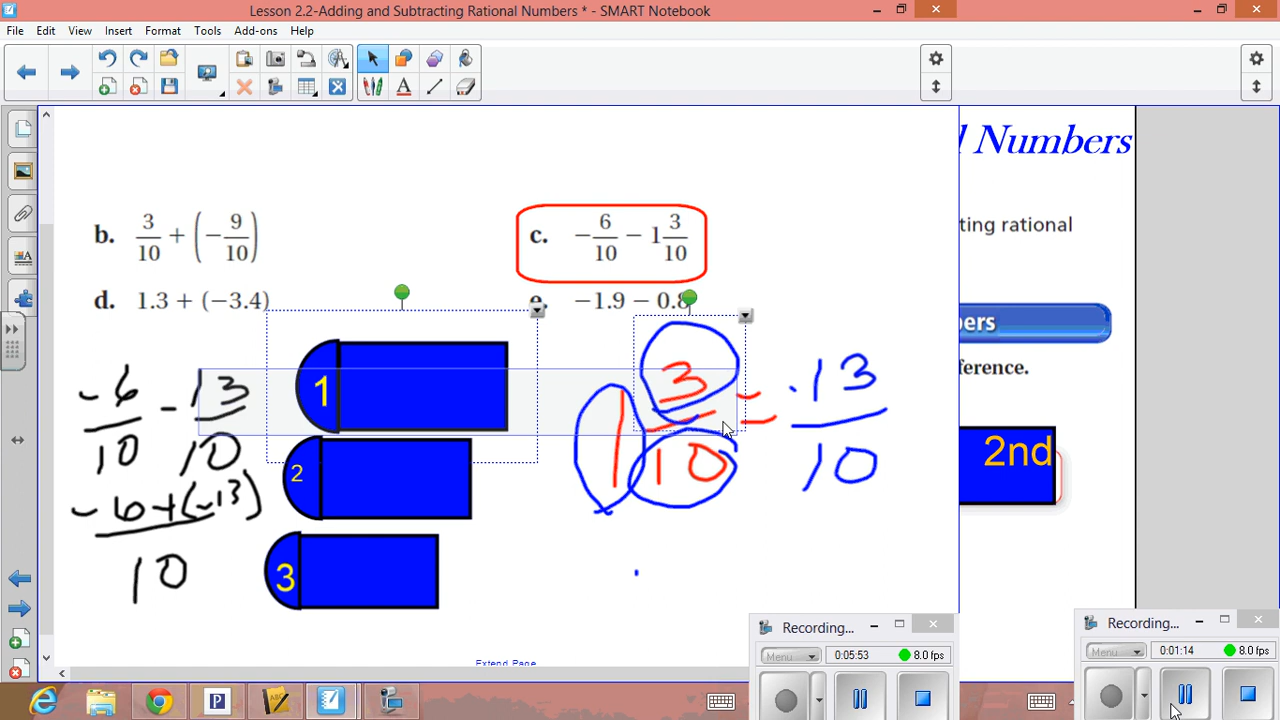 Lesson 2.2-Adding and Subtracting Rational Numbers * - SMART Notebook
File Edit View Insert Format Tools Add-ons Help
l Numbers
b. 3/10 + (-9/10)
c. -6/10 - 1 3/10
ting rational
d. 1.3 + (−3.4)
e. −1.9 − 0.8
bers
ference.
-6/10 - 13/10
1
1 3/10 = 13/10
2nd
2
-6+(-13)/10
3
Recording...
Menu 0:05:53 8.0 fps
Recording...
Menu 0:01:14 8.0 fps
Extend Page